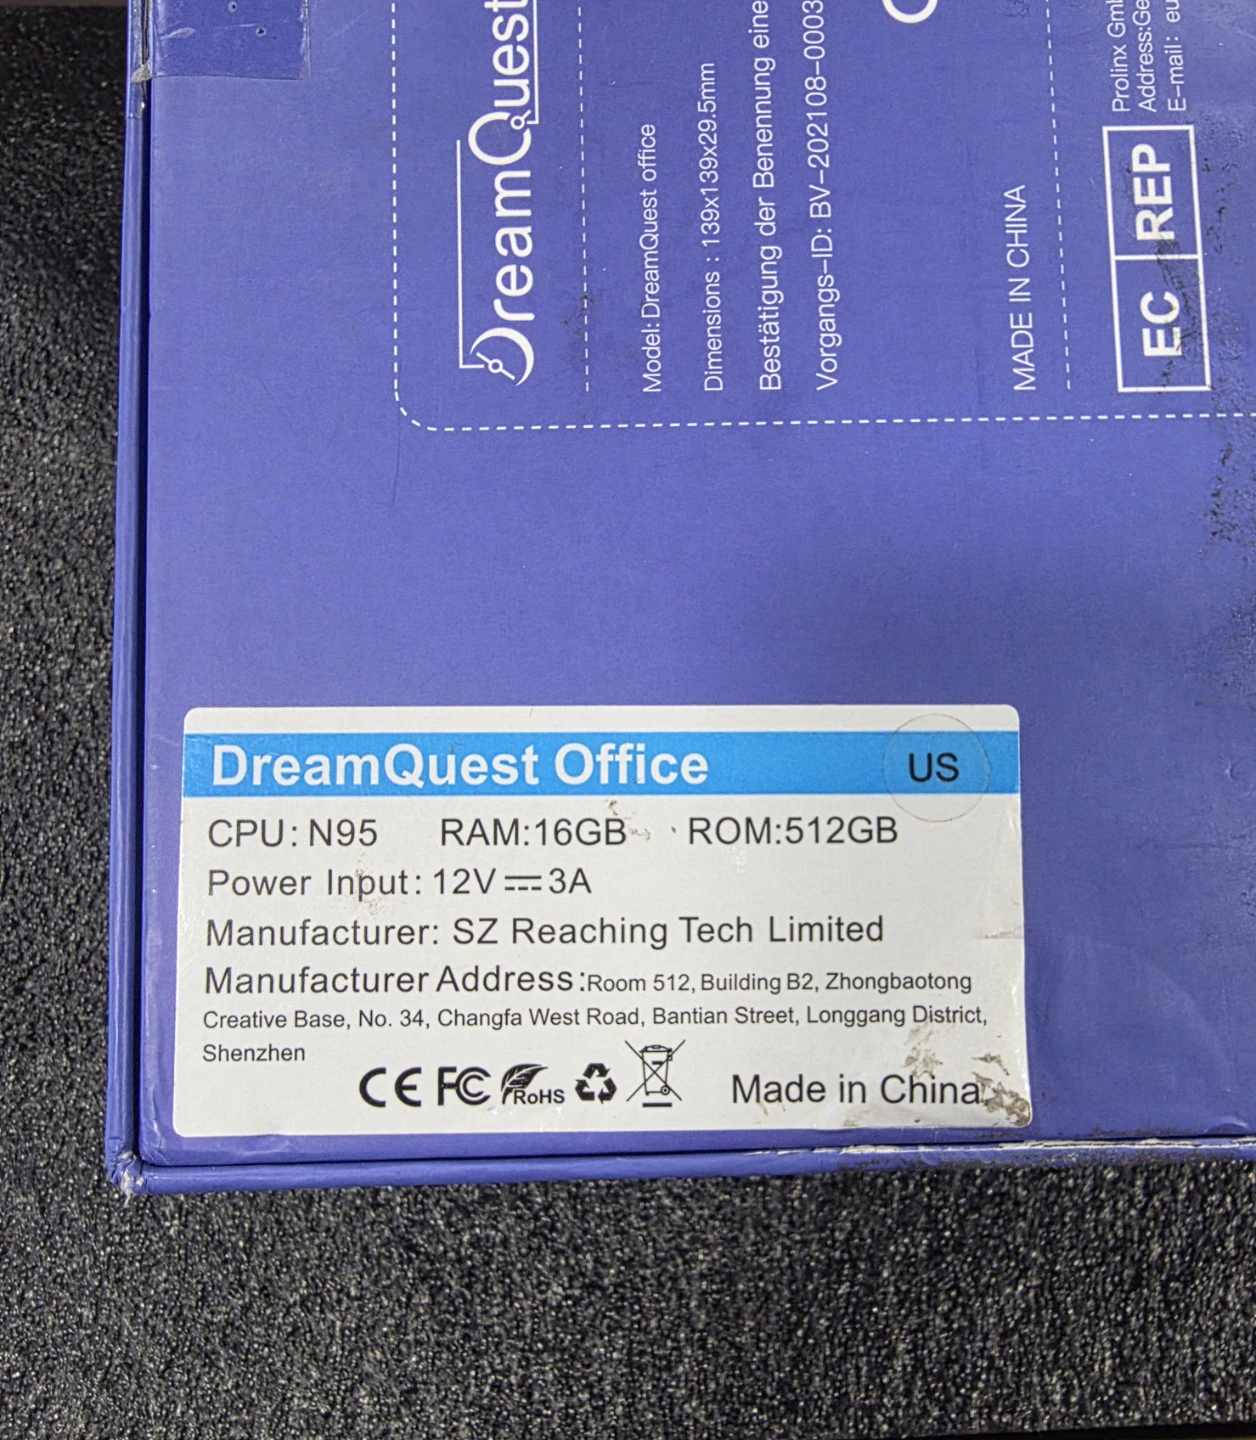 DreamQuest
Model: DreamQuest office
Dimensions : 139x139x29.5mm
Bestätigung der Benennung eine
Vorgangs-ID: BV-202108-0003
MADE IN CHINA
EC REP
Prolinx
E-mail:
DreamQuest Office US
CPU: N95 RAM:16GB ROM:512GB
Power Input: 12V⎓3A
Manufacturer: SZ Reaching Tech Limited
Manufacturer Address:Room 512, Building B2, Zhongbaotong
Creative Base, No. 34, Changfa West Road, Bantian Street, Longgang District,
Shenzhen
CE FC RoHS Made in China